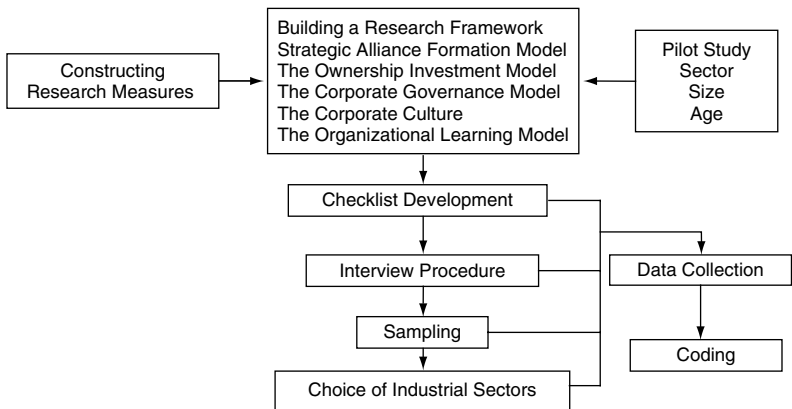 Constructing
Research Measures
Building a Research Framework
Strategic Alliance Formation Model
The Ownership Investment Model
The Corporate Governance Model
The Corporate Culture
The Organizational Learning Model
Pilot Study
Sector
Size
Age
Checklist Development
Interview Procedure
Data Collection
Sampling
Coding
Choice of Industrial Sectors